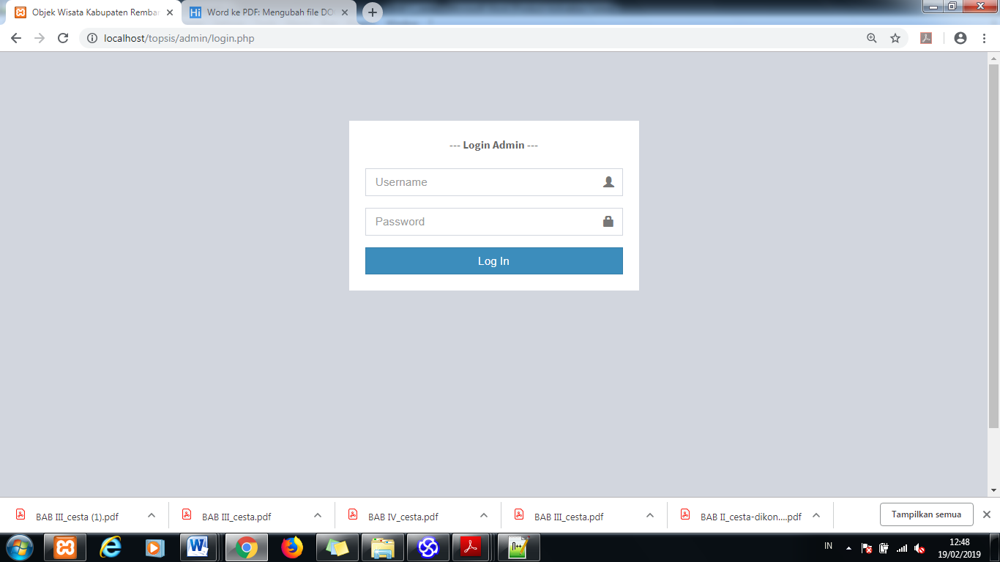 Objek Wisata Kabupaten Remban
Word ke PDF: Mengubah file DO
localhost/topsis/admin/login.php
--- Login Admin ---
Username
Password
Log In
BAB III_cesta (1).pdf
BAB III_cesta.pdf
BAB IV_cesta.pdf
BAB III_cesta.pdf
BAB II_cesta-dikon....pdf
Tampilkan semua
IN
12:48
19/02/2019